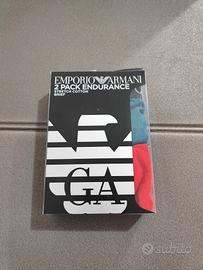 EMPORIO ARMANI
2 PACK ENDURANCE
STRETCH COTTON
BRIEF
GA
subito